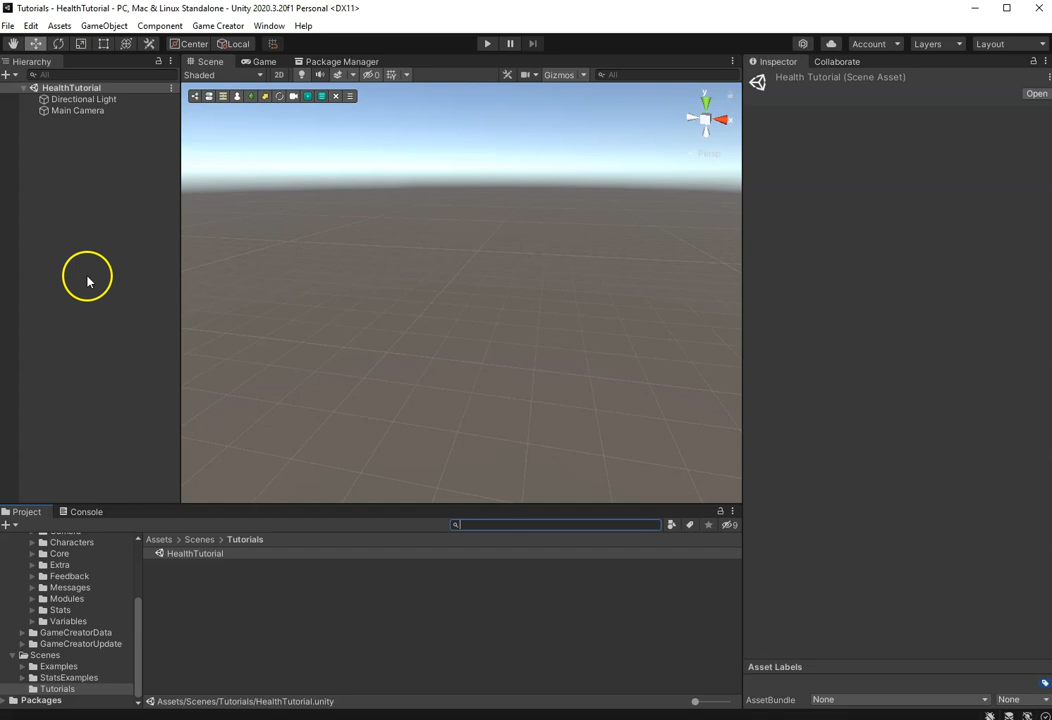 Tutorials - HealthTutorial - PC, Mac & Linux Standalone - Unity 2020.3.20f1 Personal <DX11>
File Edit Assets GameObject Component Game Creator Window Help
Center Local Account Layers Layout
Hierarchy Scene Game Package Manager Inspector Collaborate
All Shaded 2D 0 Gizmos All
HealthTutorial
Directional Light
Main Camera
y
x
Persp
Health Tutorial (Scene Asset)
Open
Project Console
9
Assets > Scenes > Tutorials
HealthTutorial
Characters
Core
Extra
Feedback
Messages
Modules
Stats
Variables
GameCreatorData
GameCreatorUpdate
Scenes
Examples
StatsExamples
Tutorials
Packages
Assets/Scenes/Tutorials/HealthTutorial.unity
Asset Labels
AssetBundle None None